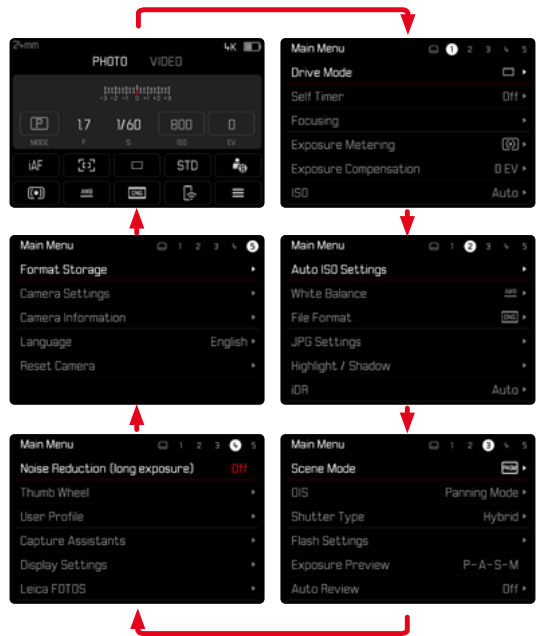 24mm 4K
PHOTO VIDEO
-3 -2 -1 0 +1 +2 +3
P 1.7 1/60 800 0
MODE F S ISO EV
iAF STD
AWB DNG
Main Menu 1 2 3 4 5
Drive Mode
Self Timer Off
Focusing
Exposure Metering
Exposure Compensation 0 EV
ISO Auto
Main Menu 1 2 3 4 5
Format Storage
Camera Settings
Camera Information
Language English
Reset Camera
Main Menu 1 2 3 4 5
Auto ISO Settings
White Balance AWB
File Format DNG
JPG Settings
Highlight / Shadow
iDR Auto
Main Menu 1 2 3 4 5
Noise Reduction (long exposure) Off
Thumb Wheel
User Profile
Capture Assistants
Display Settings
Leica FOTOS
Main Menu 1 2 3 4 5
Scene Mode PASM
OIS Panning Mode
Shutter Type Hybrid
Flash Settings
Exposure Preview P-A-S-M
Auto Review Off